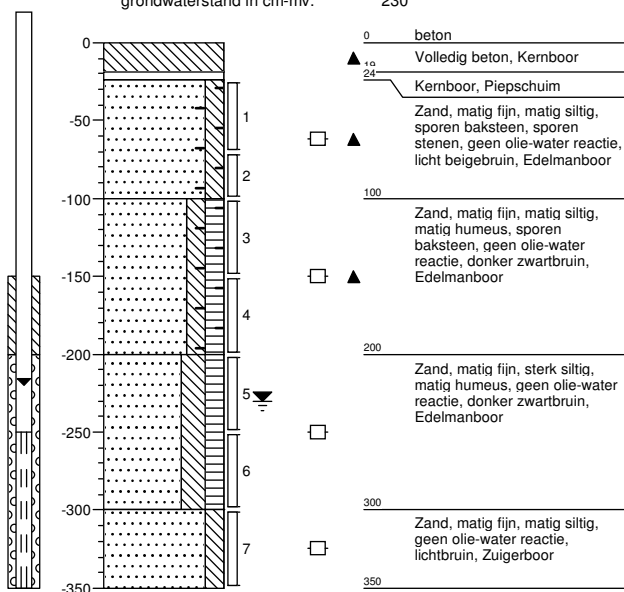 grondwaterstand in cm-mv: 230
0
-50
-100
-150
-200
-250
-300
-350
1
2
3
4
5
6
7
0 beton
Volledig beton, Kernboor
19
24
Kernboor, Piepschuim
Zand, matig fijn, matig siltig,
sporen baksteen, sporen
stenen, geen olie-water reactie,
licht beigebruin, Edelmanboor
100
Zand, matig fijn, matig siltig,
matig humeus, sporen
baksteen, geen olie-water
reactie, donker zwartbruin,
Edelmanboor
200
Zand, matig fijn, sterk siltig,
matig humeus, geen olie-water
reactie, donker zwartbruin,
Edelmanboor
300
Zand, matig fijn, matig siltig,
geen olie-water reactie,
lichtbruin, Zuigerboor
350